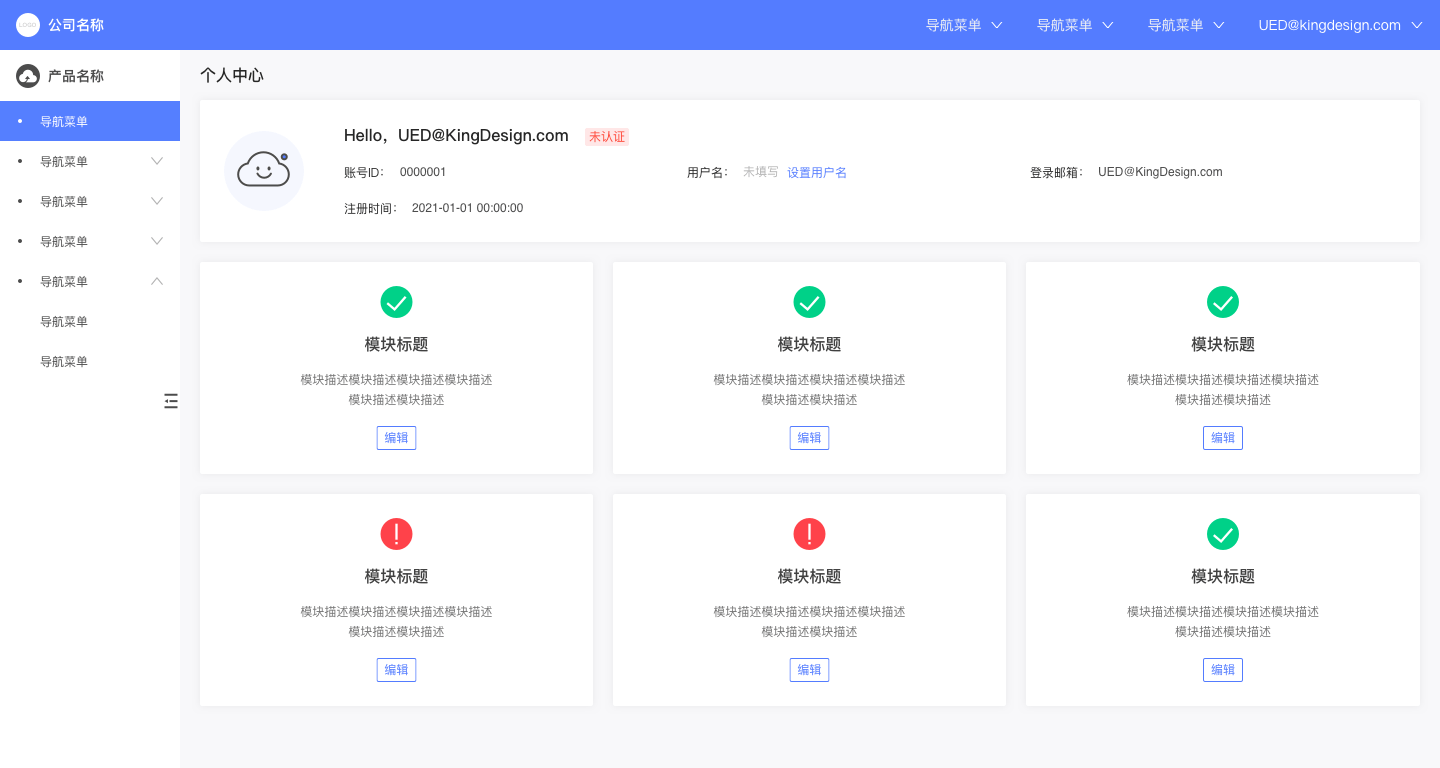 LOGO
公司名称
导航菜单
导航菜单
导航菜单
UED@kingdesign.com
产品名称
导航菜单
导航菜单
导航菜单
导航菜单
导航菜单
导航菜单
导航菜单
个人中心
Hello，UED@KingDesign.com 未认证
账号ID： 0000001
用户名： 未填写 设置用户名
登录邮箱： UED@KingDesign.com
注册时间： 2021-01-01 00:00:00
模块标题
模块描述模块描述模块描述模块描述
模块描述模块描述
编辑
模块标题
模块描述模块描述模块描述模块描述
模块描述模块描述
编辑
模块标题
模块描述模块描述模块描述模块描述
模块描述模块描述
编辑
模块标题
模块描述模块描述模块描述模块描述
模块描述模块描述
编辑
模块标题
模块描述模块描述模块描述模块描述
模块描述模块描述
编辑
模块标题
模块描述模块描述模块描述模块描述
模块描述模块描述
编辑